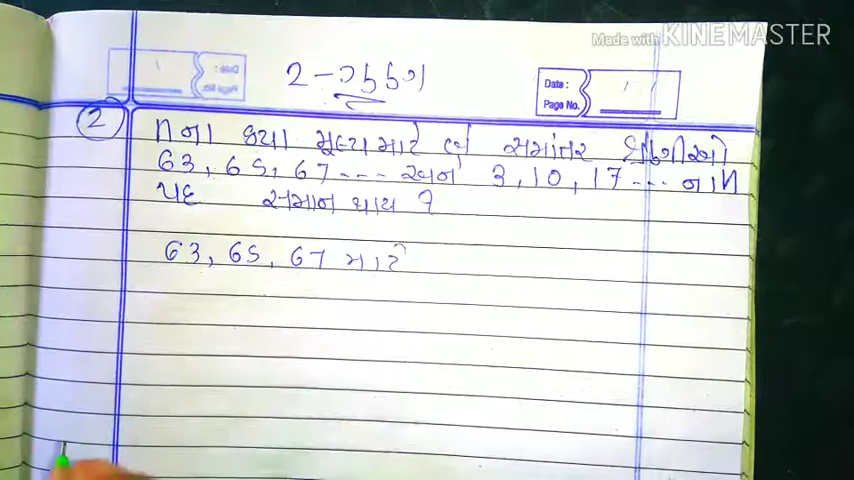 Made with KINEMASTER
Date: / /
Page No.
2 - ગુણ
② nના કયા મૂલ્ય માટે બે સમાંતર શ્રેણીઓ
63, 65, 67 --- અને 3, 10, 17 --- ના n
પદ સમાન થાય ?
63, 65, 67 માટે